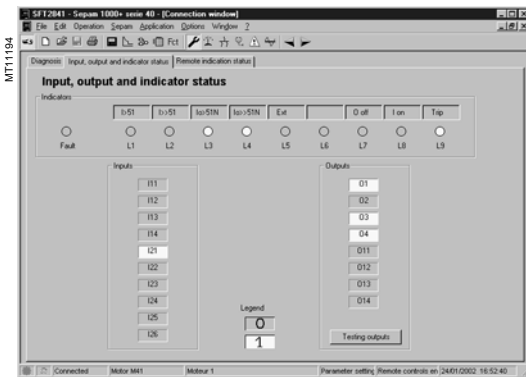 MT11194
SFT2841 - Sepam 1000+ serie 40 - [Connection window]
File Edit Operation Sepam Application Options Window ?
Fct
Diagnosis Input, output and indicator status Remote indication status
Input, output and indicator status
Indicators
I>51 I>>51 Io>51N Io>>51N Ext 0 off I on Trip
Fault L1 L2 L3 L4 L5 L6 L7 L8 L9
Inputs
I11
I12
I13
I14
I21
I22
I23
I24
I25
I26
Outputs
O1
O2
O3
O4
O11
O12
O13
O14
Legend
0
1
Testing outputs
Connected Motor M41 Moteur 1 Parameter setting Remote controls en 24/01/2002 16:52:40